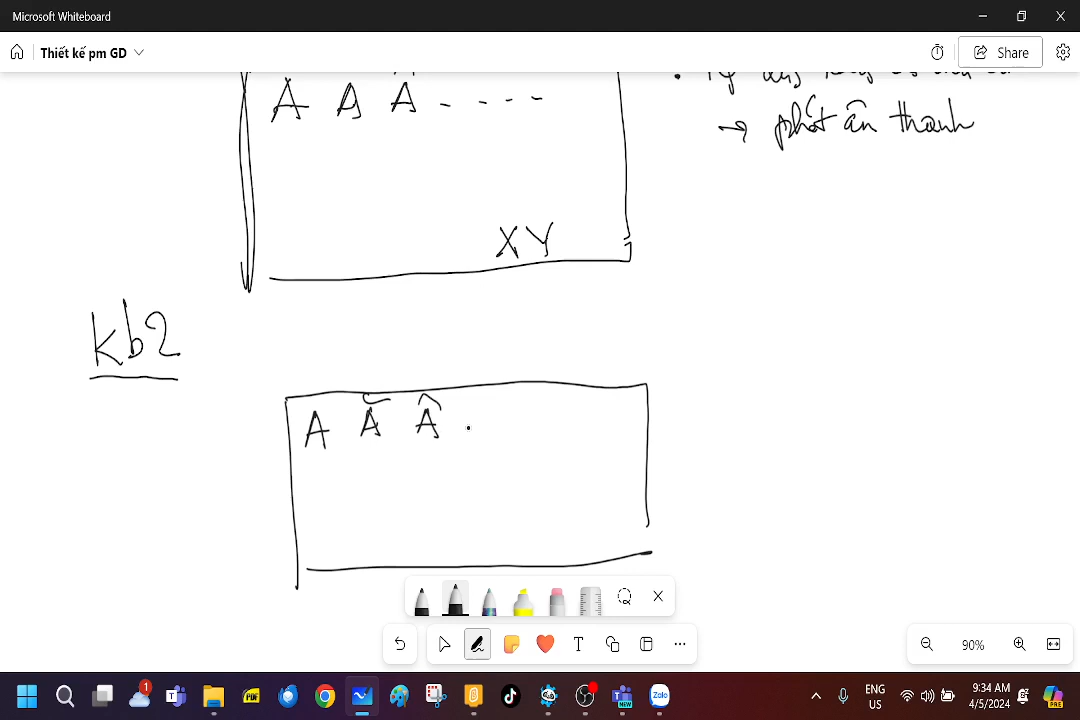 Microsoft Whiteboard
Thiết kế pm GD
Share
A A A - - - -
→ phát âm thanh
X Y
kb2
A Ă Â
90%
ENG
US
9:34 AM
4/5/2024